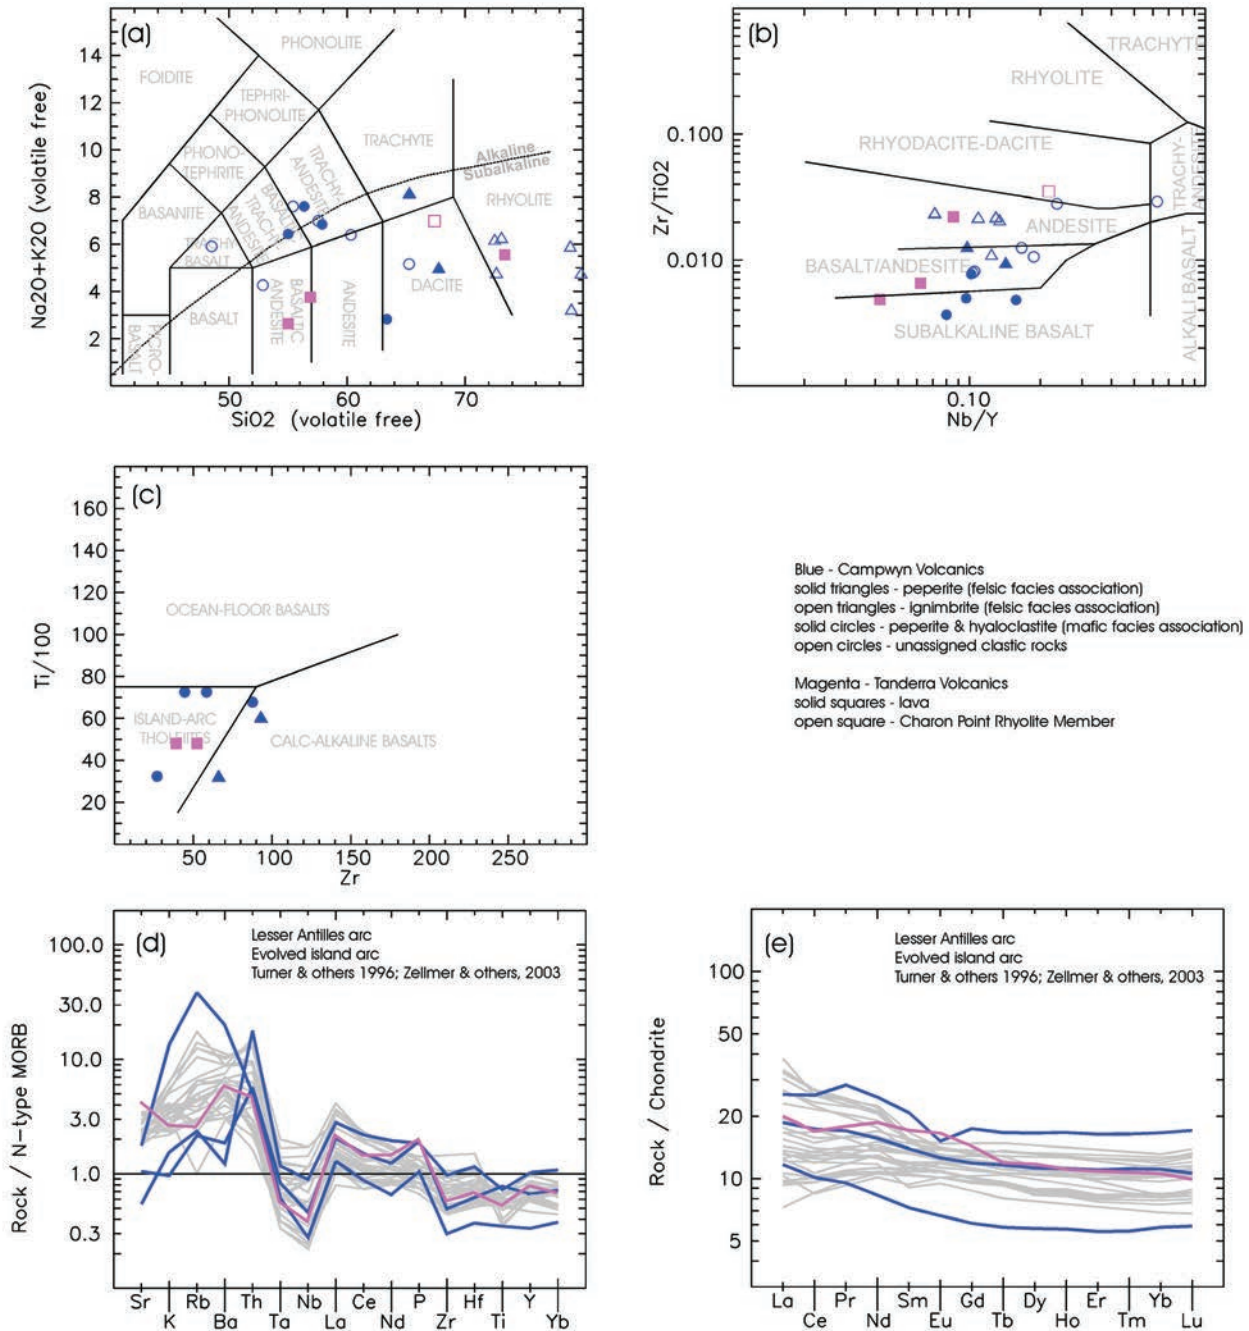 (a)
PHONOLITE
FOIDITE
TEPHRI-
PHONOLITE
TRACHYTE
PHONO-
TEPHRITE
TRACHY-
ANDESITE
Alkaline
Subalkaline
BASANITE
BASALTIC
TRACHY-
ANDESITE
RHYOLITE
TRACHY-
BASALT
DACITE
BASALT
BASALTIC
ANDESITE
ANDESITE
PICRO-
BASALT
14
12
10
8
6
4
2
Na2O+K2O (volatile free)
50
60
70
SiO2 (volatile free)
(b)
TRACHYTE
RHYOLITE
RHYODACITE-DACITE
TRACHY-
ANDESITE
ANDESITE
BASALT/ANDESITE
SUBALKALINE BASALT
ALKALI BASALT
0.100
0.010
Zr/TiO2
0.10
Nb/Y
(c)
OCEAN-FLOOR BASALTS
ISLAND-ARC
THOLEIITES
CALC-ALKALINE BASALTS
160
140
120
100
80
60
40
20
Ti/100
50
100
150
200
250
Zr
Blue - Campwyn Volcanics
solid triangles - peperite (felsic facies association)
open triangles - ignimbrite (felsic facies association)
solid circles - peperite & hyaloclastite (mafic facies association)
open circles - unassigned clastic rocks
Magenta - Tanderra Volcanics
solid squares - lava
open square - Charon Point Rhyolite Member
(d)
Lesser Antilles arc
Evolved island arc
Turner & others 1996; Zellmer & others, 2003
100.0
30.0
10.0
3.0
1.0
0.3
Rock / N-type MORB
Sr Rb Th Nb Ce P Hf Y
K Ba Ta La Nd Zr Ti Yb
(e)
Lesser Antilles arc
Evolved island arc
Turner & others 1996; Zellmer & others, 2003
100
50
20
10
5
Rock / Chondrite
La Pr Sm Gd Dy Er Yb
Ce Nd Eu Tb Ho Tm Lu